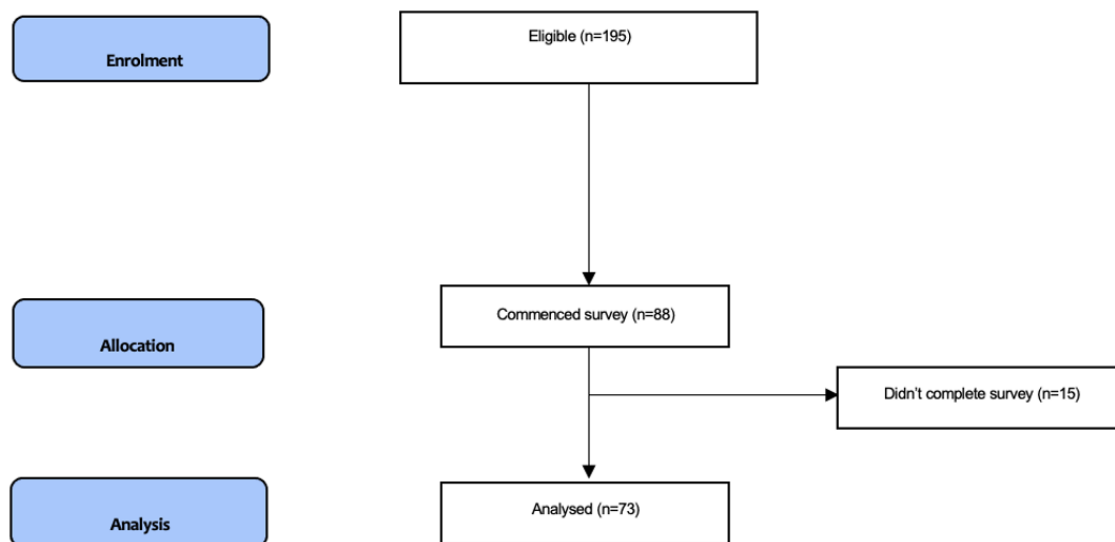 Enrolment
Eligible (n=195)
Allocation
Commenced survey (n=88)
Didn’t complete survey (n=15)
Analysis
Analysed (n=73)